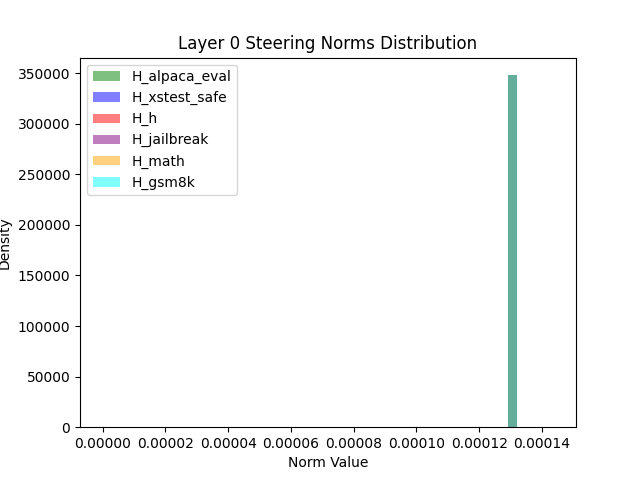 Layer 0 Steering Norms Distribution
350000
300000
250000
200000
150000
100000
50000
0
H_alpaca_eval
H_xstest_safe
H_h
H_jailbreak
H_math
H_gsm8k
Density
0.00000 0.00002 0.00004 0.00006 0.00008 0.00010 0.00012 0.00014
Norm Value